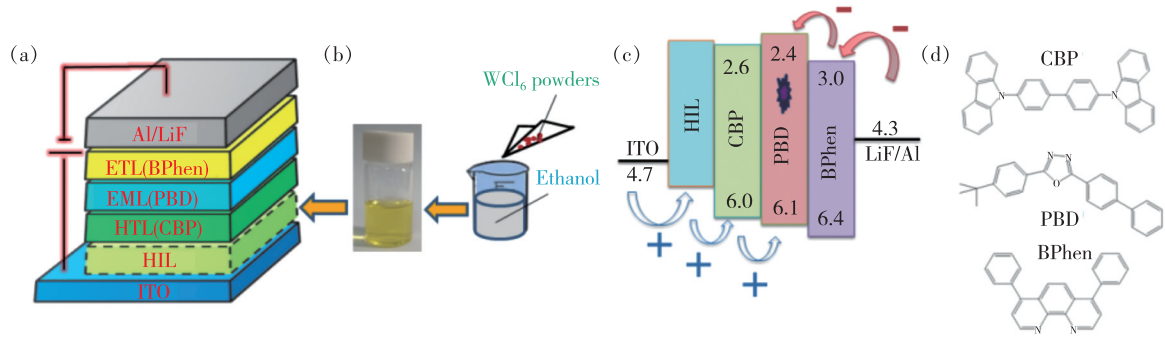 (a)
Al/LiF
ETL(BPhen)
EML(PBD)
HTL(CBP)
HIL
ITO
(b)
WCl₆ powders
Ethanol
(c)
ITO
4.7
HIL
2.6
CBP
6.0
2.4
PBD
6.1
3.0
BPhen
6.4
4.3
LiF/Al
(d)
CBP
N
N
N N
O
PBD
BPhen
N N